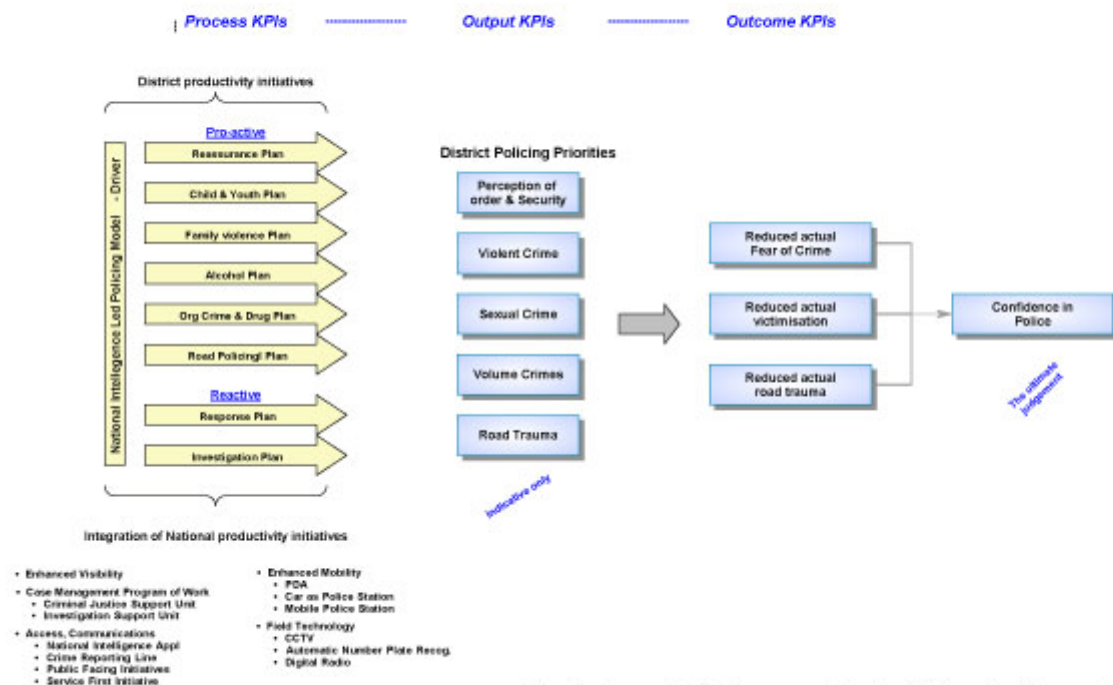 Process KPIs
Output KPIs
Outcome KPIs
District productivity initiatives
National Intellegence Led Policing Model - Driver
Pro-active
Reassurance Plan
Child & Youth Plan
Family violence Plan
Alcohol Plan
Org Crime & Drug Plan
Road Policingl Plan
Reactive
Response Plan
Investigation Plan
District Policing Priorities
Perception of
order & Security
Violent Crime
Sexual Crime
Volume Crimes
Road Trauma
Indicative only
Reduced actual
Fear of Crime
Reduced actual
victimisation
Reduced actual
road trauma
Confidence in
Police
The ultimate
judgement
Integration of National productivity initiatives
• Enhanced Visibility
• Case Management Program of Work
• Criminal Justice Support Unit
• Investigation Support Unit
• Access, Communications
• National Intelligence Appl
• Crime Reporting Line
• Public Facing Initiatives
• Service First Initiative
• Enhanced Mobility
• PDA
• Car as Police Station
• Mobile Police Station
• Field Technology
• CCTV
• Automatic Number Plate Recog.
• Digital Radio